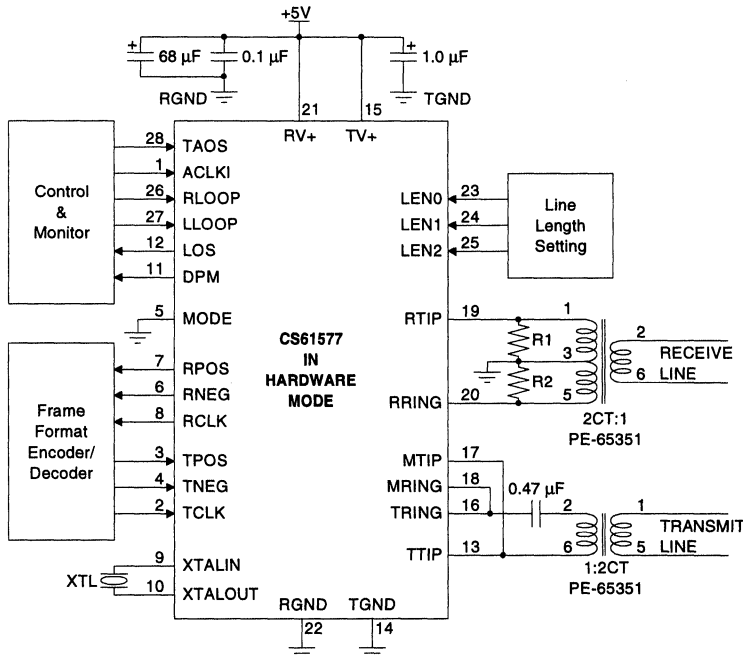 +5V
+ 68 µF 0.1 µF + 1.0 µF
RGND TGND
21 15
RV+ TV+
Control
&
Monitor
28 TAOS
1 ACLKI
26 RLOOP
27 LLOOP
12 LOS
11 DPM
5 MODE
Frame
Format
Encoder/
Decoder
7 RPOS
6 RNEG
8 RCLK
3 TPOS
4 TNEG
2 TCLK
XTL
9 XTALIN
10 XTALOUT
CS61577
IN
HARDWARE
MODE
LEN0 23
LEN1 24
LEN2 25
Line
Length
Setting
RTIP 19
RRING 20
R1
R2
1
3
5
2
6
RECEIVE
LINE
2CT:1
PE-65351
MTIP 17
MRING 18
TRING 16
TTIP 13
0.47 µF
2
6
1
5
TRANSMIT
LINE
1:2CT
PE-65351
RGND TGND
22 14